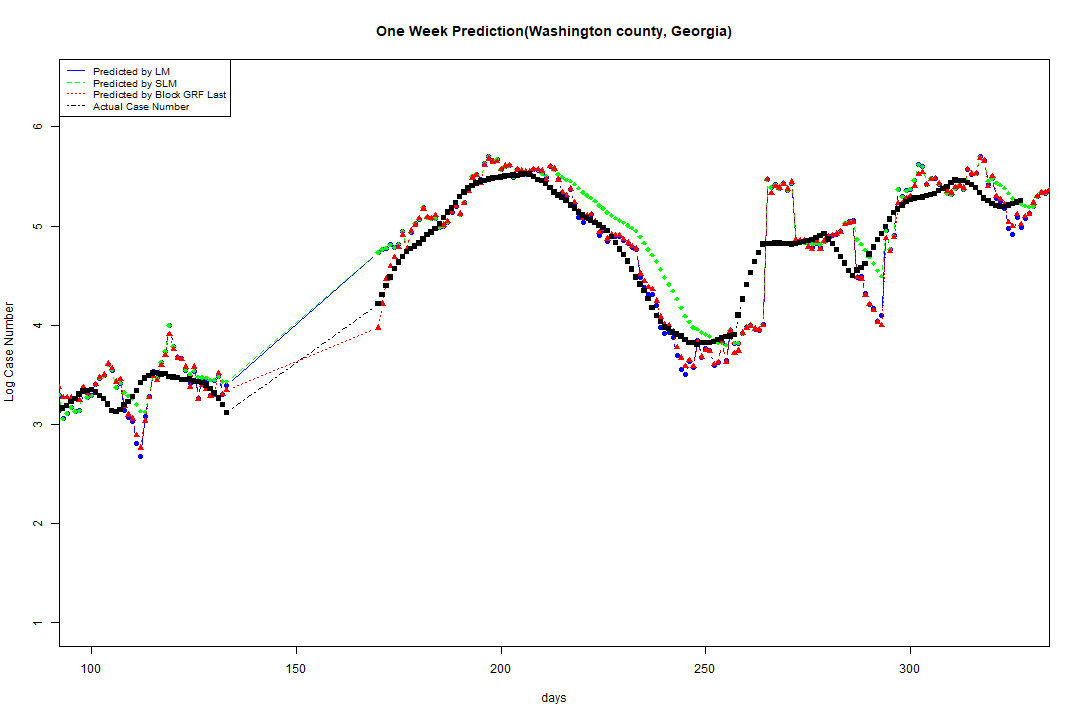 One Week Prediction(Washington county, Georgia)
Predicted by LM
Predicted by SLM
Predicted by Block GRF Last
Actual Case Number
6
5
4
3
2
1
Log Case Number
100 150 200 250 300
days